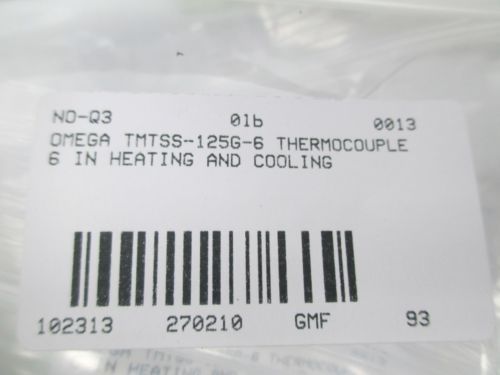 NO-Q3 01b 0013
OMEGA TMTSS-125G-6 THERMOCOUPLE
6 IN HEATING AND COOLING
102313 270210 GMF 93